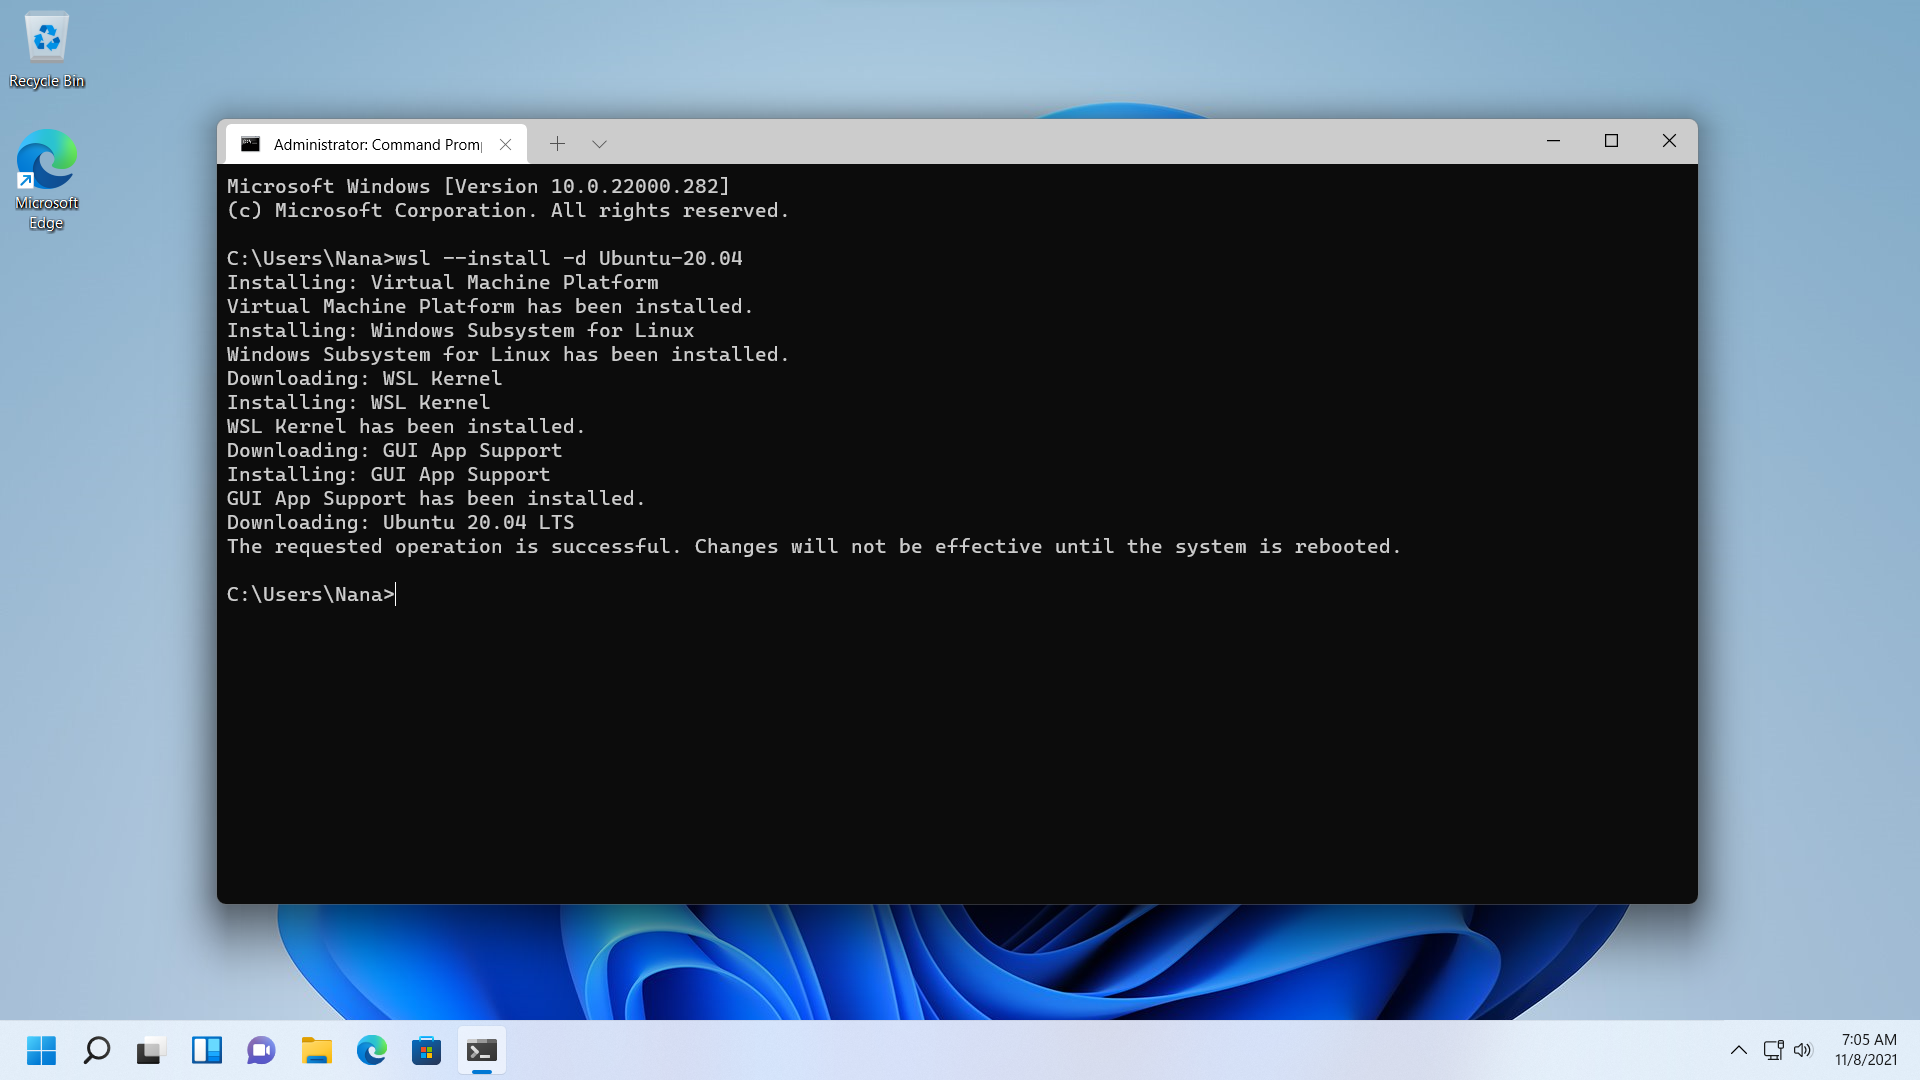 Recycle Bin
Microsoft
Edge
Administrator: Command Prom
Microsoft Windows [Version 10.0.22000.282]
(c) Microsoft Corporation. All rights reserved.
C:\Users\Nana>wsl --install -d Ubuntu-20.04
Installing: Virtual Machine Platform
Virtual Machine Platform has been installed.
Installing: Windows Subsystem for Linux
Windows Subsystem for Linux has been installed.
Downloading: WSL Kernel
Installing: WSL Kernel
WSL Kernel has been installed.
Downloading: GUI App Support
Installing: GUI App Support
GUI App Support has been installed.
Downloading: Ubuntu 20.04 LTS
The requested operation is successful. Changes will not be effective until the system is rebooted.
C:\Users\Nana>
7:05 AM
11/8/2021